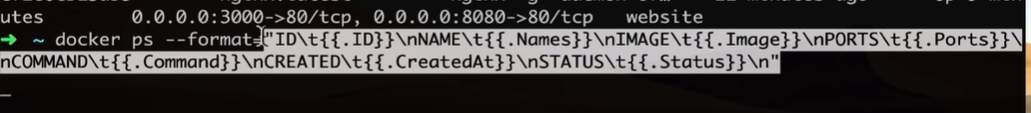 utes 0.0.0.0:3000->80/tcp, 0.0.0.0:8080->80/tcp website
➜ ~ docker ps --format="ID\t{{.ID}}\nNAME\t{{.Names}}\nIMAGE\t{{.Image}}\nPORTS\t{{.Ports}}\
nCOMMAND\t{{.Command}}\nCREATED\t{{.CreatedAt}}\nSTATUS\t{{.Status}}\n"